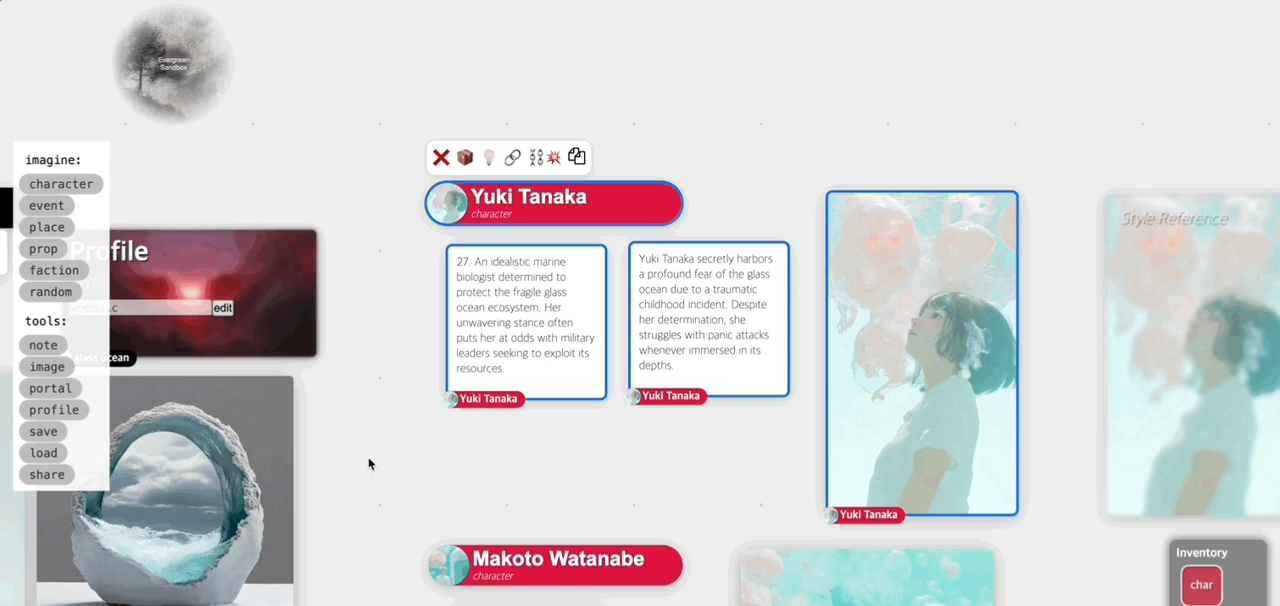 Evergreen
Sandbox
imagine:
character
event
place
prop
faction
random
tools:
note
image
portal
profile
save
load
share
Profile
edit
glass ocean
Yuki Tanaka
character
27. An idealistic marine
biologist determined to
protect the fragile glass
ocean ecosystem. Her
unwavering stance often
puts her at odds with military
leaders seeking to exploit its
resources.
Yuki Tanaka
Yuki Tanaka secretly harbors
a profound fear of the glass
ocean due to a traumatic
childhood incident. Despite
her determination, she
struggles with panic attacks
whenever immersed in its
depths.
Yuki Tanaka
Yuki Tanaka
Style Reference
Makoto Watanabe
character
Inventory
char